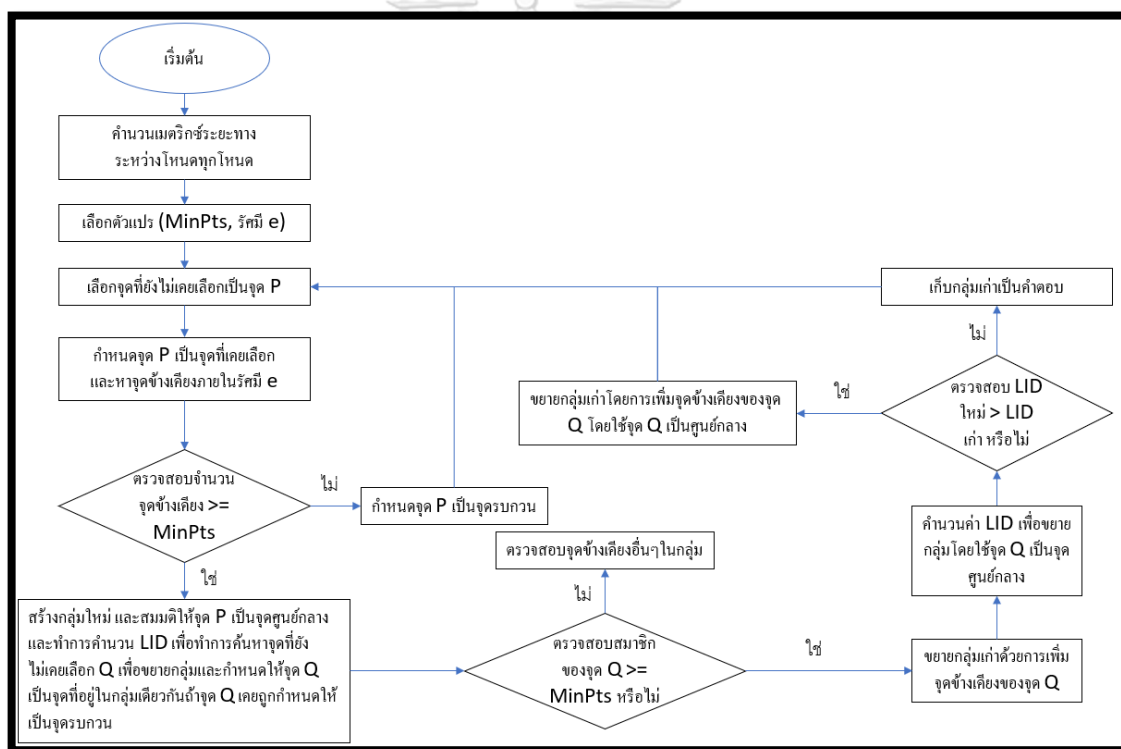 เริ่มต้น
คำนวนเมตริกซ์ระยะทาง
ระหว่างโหนดทุกโหนด
เลือกตัวแปร (MinPts, รัศมี e)
เลือกจุดที่ยังไม่เคยเลือกเป็นจุด P
กำหนดจุด P เป็นจุดที่เคยเลือก
และหาจุดข้างเคียงภายในรัศมี e
ตรวจสอบจำนวน
จุดข้างเคียง >=
MinPts
ไม่
กำหนดจุด P เป็นจุดรบกวน
ใช่
สร้างกลุ่มใหม่ และสมมติให้จุด P เป็นจุดศูนย์กลาง
และทำการคำนวน LID เพื่อทำการค้นหาจุดที่ยัง
ไม่เคยเลือก Q เพื่อขยายกลุ่มและกำหนดให้จุด Q
เป็นจุดที่อยู่ในกลุ่มเดียวกันถ้าจุด Q เคยถูกกำหนดให้
เป็นจุดรบกวน
ตรวจสอบสมาชิก
ของจุด Q >=
MinPts หรือไม่
ไม่
ตรวจสอบจุดข้างเคียงอื่นๆในกลุ่ม
ใช่
ขยายกลุ่มเก่าด้วยการเพิ่ม
จุดข้างเคียงของจุด Q
คำนวนค่า LID เพื่อขยาย
กลุ่มโดยใช้จุด Q เป็นจุด
ศูนย์กลาง
ตรวจสอบ LID
ใหม่ > LID
เก่า หรือไม่
ใช่
ขยายกลุ่มเก่าโดยการเพิ่มจุดข้างเคียงของจุด
Q โดยใช้จุด Q เป็นศูนย์กลาง
ไม่
เก็บกลุ่มเก่าเป็นคำตอบ